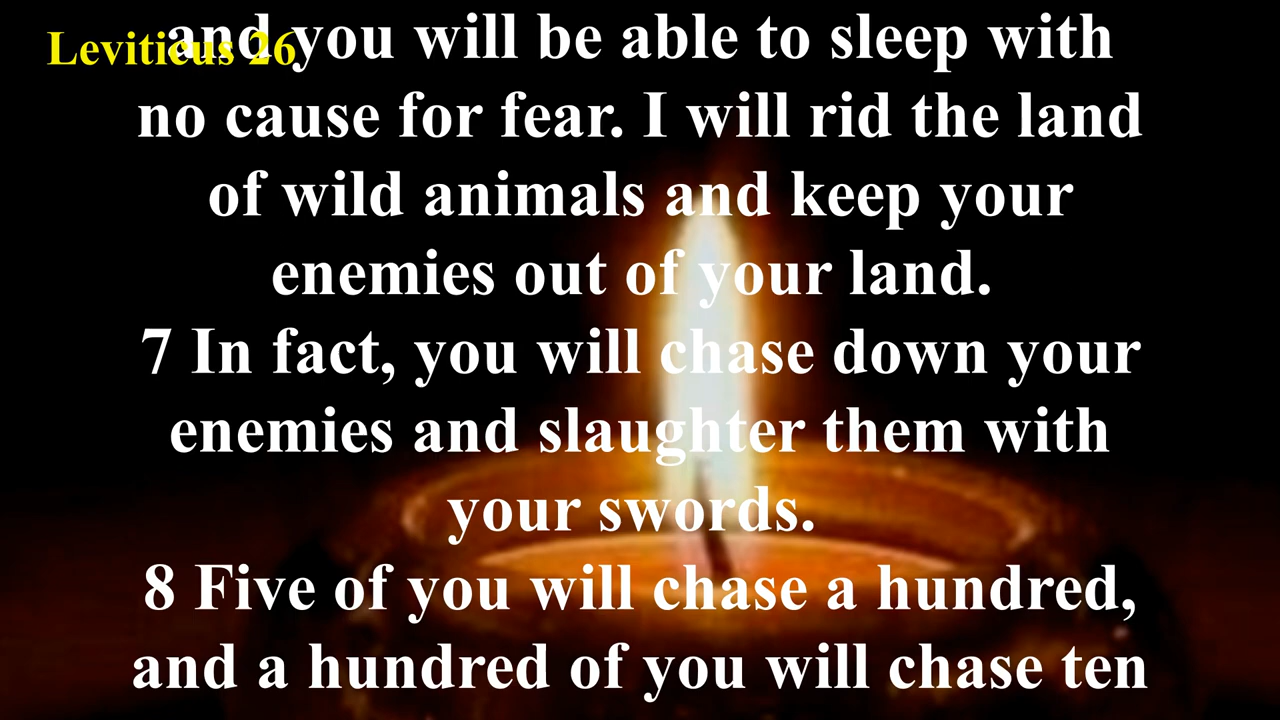 Leviticus 26
and you will be able to sleep with
no cause for fear. I will rid the land
of wild animals and keep your
enemies out of your land.
7 In fact, you will chase down your
enemies and slaughter them with
your swords.
8 Five of you will chase a hundred,
and a hundred of you will chase ten